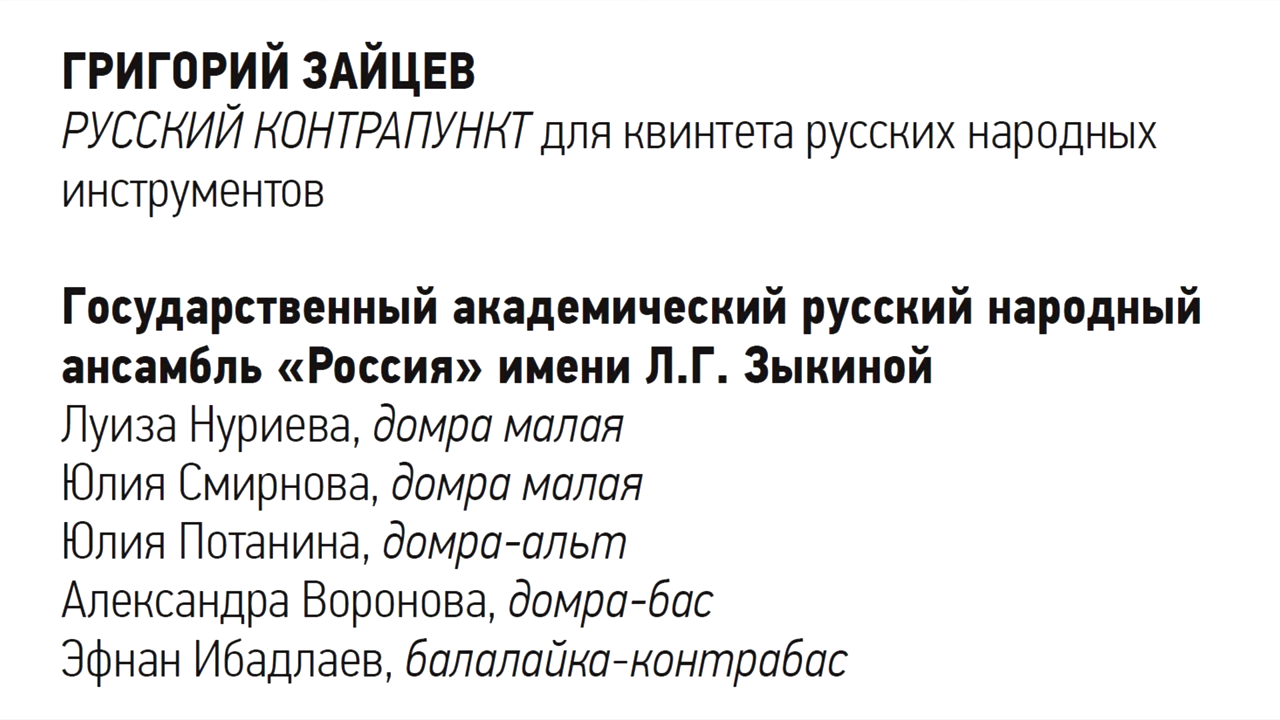 ГРИГОРИЙ ЗАЙЦЕВ
РУССКИЙ КОНТРАПУНКТ для квинтета русских народных
инструментов
Государственный академический русский народный
ансамбль «Россия» имени Л.Г. Зыкиной
Луиза Нуриева, домра малая
Юлия Смирнова, домра малая
Юлия Потанина, домра-альт
Александра Воронова, домра-бас
Эфнан Ибадлаев, балалайка-контрабас